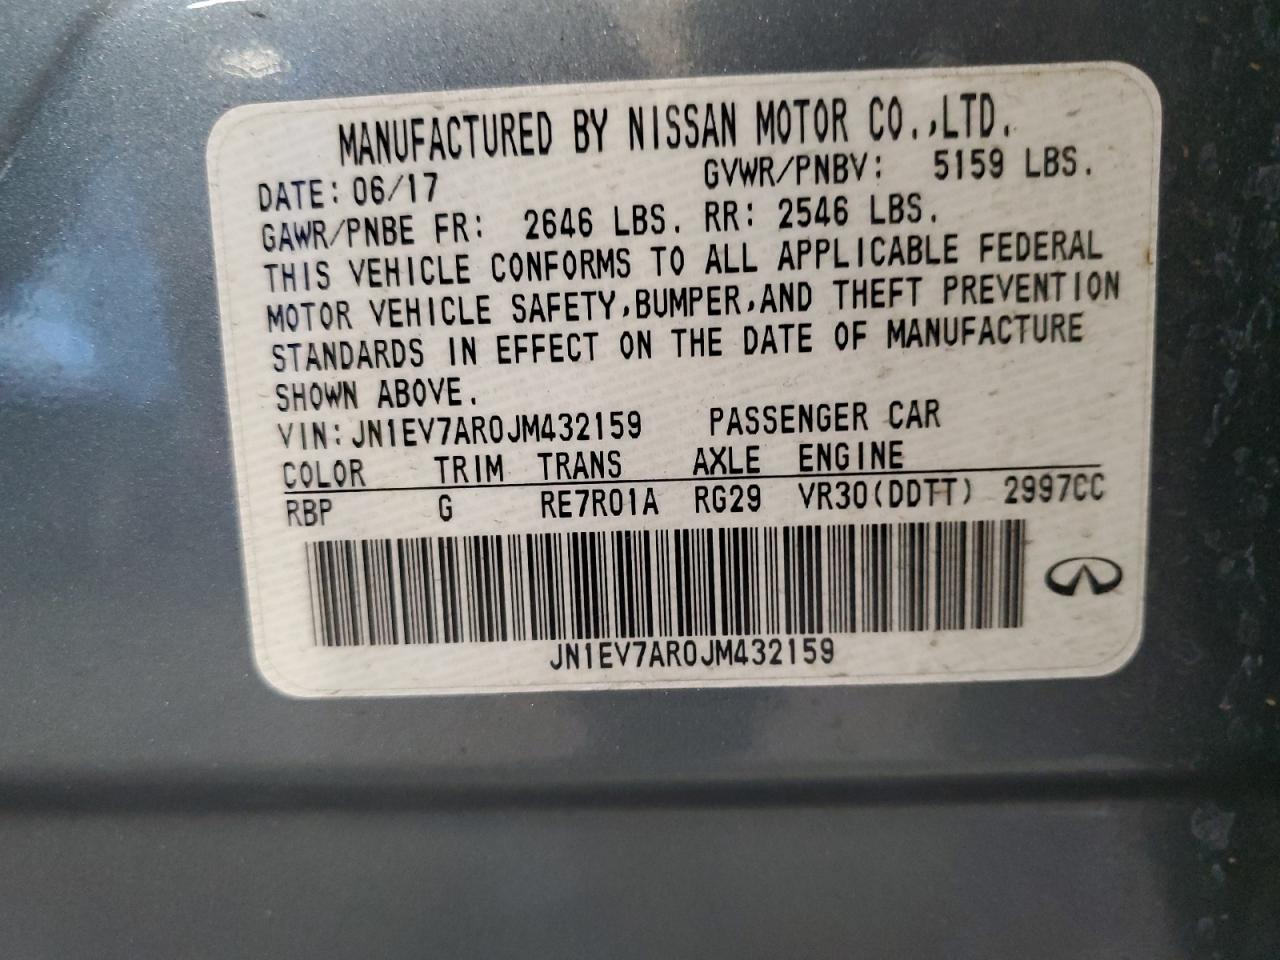 MANUFACTURED BY NISSAN MOTOR CO.,LTD.
DATE: 06/17 GVWR/PNBV: 5159 LBS.
GAWR/PNBE FR: 2646 LBS. RR: 2546 LBS.
THIS VEHICLE CONFORMS TO ALL APPLICABLE FEDERAL
MOTOR VEHICLE SAFETY,BUMPER,AND THEFT PREVENTION
STANDARDS IN EFFECT ON THE DATE OF MANUFACTURE
SHOWN ABOVE.
VIN: JN1EV7AR0JM432159 PASSENGER CAR
COLOR TRIM TRANS AXLE ENGINE
RBP G RE7R01A RG29 VR30(DDTT) 2997CC
JN1EV7AR0JM432159